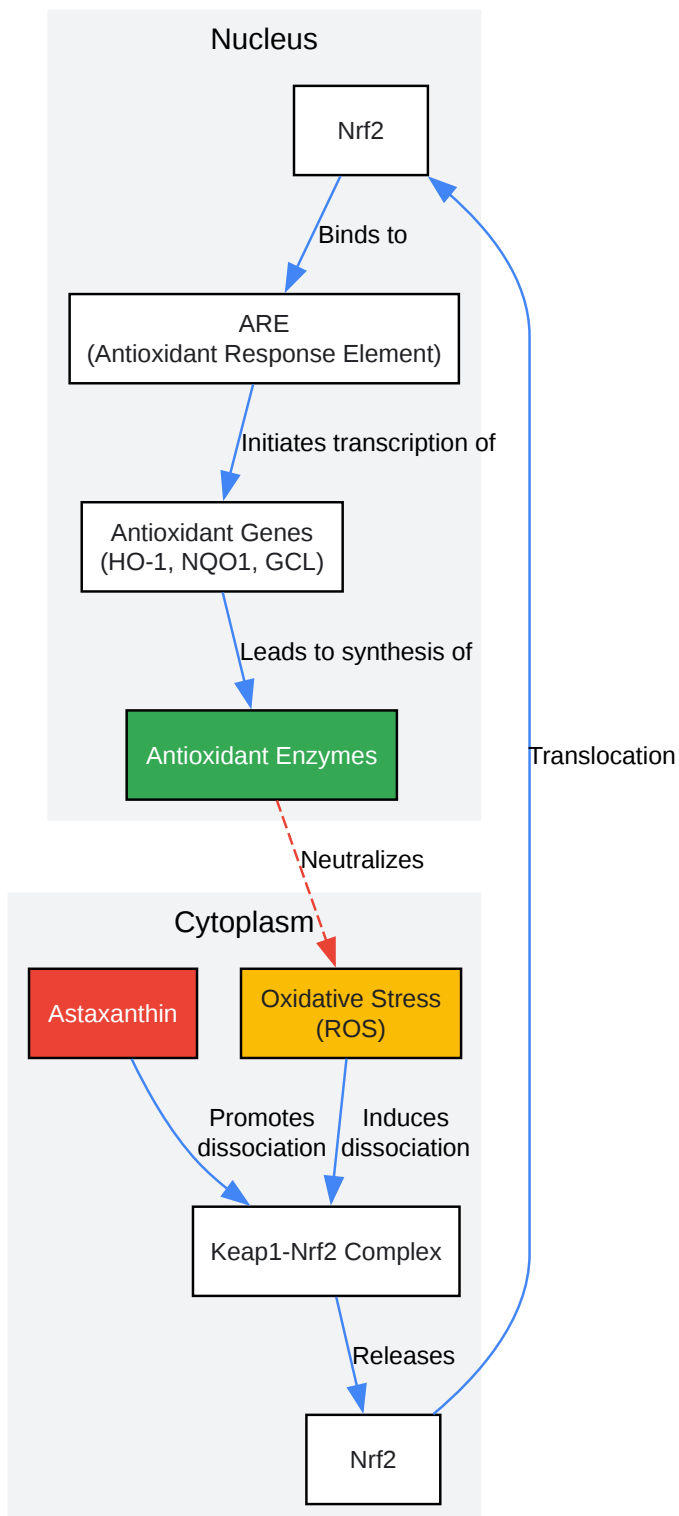 Nucleus
Nrf2
Binds to
ARE
(Antioxidant Response Element)
Initiates transcription of
Antioxidant Genes
(HO-1, NQO1, GCL)
Leads to synthesis of
Antioxidant Enzymes
Translocation
Neutralizes
Cytoplasm
Astaxanthin
Oxidative Stress
(ROS)
Promotes
dissociation
Induces
dissociation
Keap1-Nrf2 Complex
Releases
Nrf2